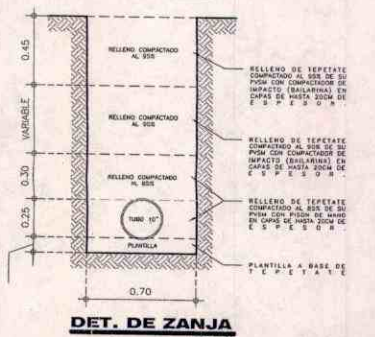 0.45
RELLENO COMPACTADO
AL 95%
RELLENO DE TEPETATE
COMPACTADO AL 95% DE SU
PVSM CON COMPACTADOR DE
IMPACTO (BAILARINA) EN
CAPAS DE HASTA 20CM DE
ESPESOR.
VARIABLE
RELLENO COMPACTADO
AL 90%
RELLENO DE TEPETATE
COMPACTADO AL 90% DE SU
PVSM CON COMPACTADOR DE
IMPACTO (BAILARINA) EN
CAPAS DE HASTA 20CM DE
ESPESOR.
0.30
RELLENO COMPACTADO
AL 85%
RELLENO DE TEPETATE
COMPACTADO AL 85% DE SU
PVSM CON PISON DE MANO
EN CAPAS DE HASTA 20CM DE
ESPESOR.
0.25
TUBO 10"
PLANTILLA
PLANTILLA A BASE DE
TEPETATE
0.70
DET. DE ZANJA